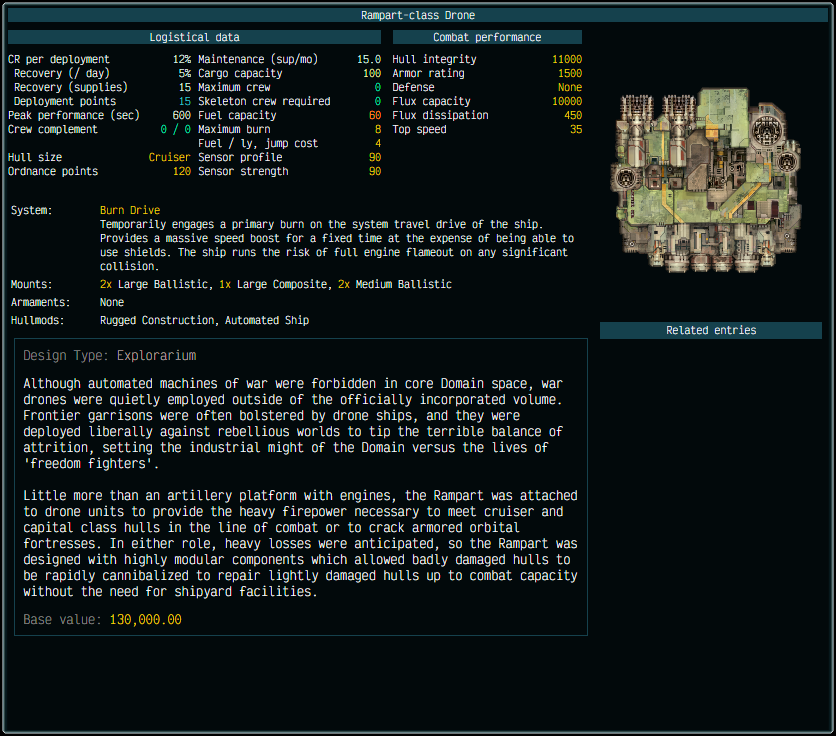 Rampart-class Drone
Logistical data
CR per deployment 12%
Recovery (/ day) 5%
Recovery (supplies) 15
Deployment points 15
Peak performance (sec) 600
Crew complement 0 / 0
Hull size Cruiser
Ordnance points 120
Maintenance (sup/mo) 15.0
Cargo capacity 100
Maximum crew 0
Skeleton crew required 0
Fuel capacity 60
Maximum burn 8
Fuel / ly, jump cost 4
Sensor profile 90
Sensor strength 90
Combat performance
Hull integrity 11000
Armor rating 1500
Defense None
Flux capacity 10000
Flux dissipation 450
Top speed 35
System: Burn Drive
Temporarily engages a primary burn on the system travel drive of the ship.
Provides a massive speed boost for a fixed time at the expense of being able to
use shields. The ship runs the risk of full engine flameout on any significant
collision.
Mounts: 2x Large Ballistic, 1x Large Composite, 2x Medium Ballistic
Armaments: None
Hullmods: Rugged Construction, Automated Ship
Related entries
Design Type: Explorarium
Although automated machines of war were forbidden in core Domain space, war
drones were quietly employed outside of the officially incorporated volume.
Frontier garrisons were often bolstered by drone ships, and they were
deployed liberally against rebellious worlds to tip the terrible balance of
attrition, setting the industrial might of the Domain versus the lives of
'freedom fighters'.
Little more than an artillery platform with engines, the Rampart was attached
to drone units to provide the heavy firepower necessary to meet cruiser and
capital class hulls in the line of combat or to crack armored orbital
fortresses. In either role, heavy losses were anticipated, so the Rampart was
designed with highly modular components which allowed badly damaged hulls to
be rapidly cannibalized to repair lightly damaged hulls up to combat capacity
without the need for shipyard facilities.
Base value: 130,000.00